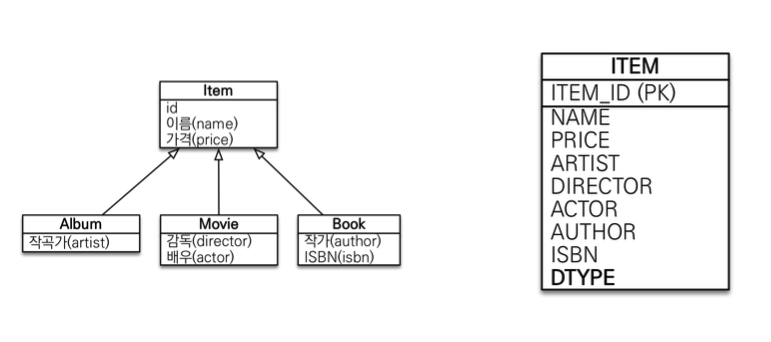 Item
id
이름(name)
가격(price)
Album
작곡가(artist)
Movie
감독(director)
배우(actor)
Book
작가(author)
ISBN(isbn)
ITEM
ITEM_ID (PK)
NAME
PRICE
ARTIST
DIRECTOR
ACTOR
AUTHOR
ISBN
DTYPE